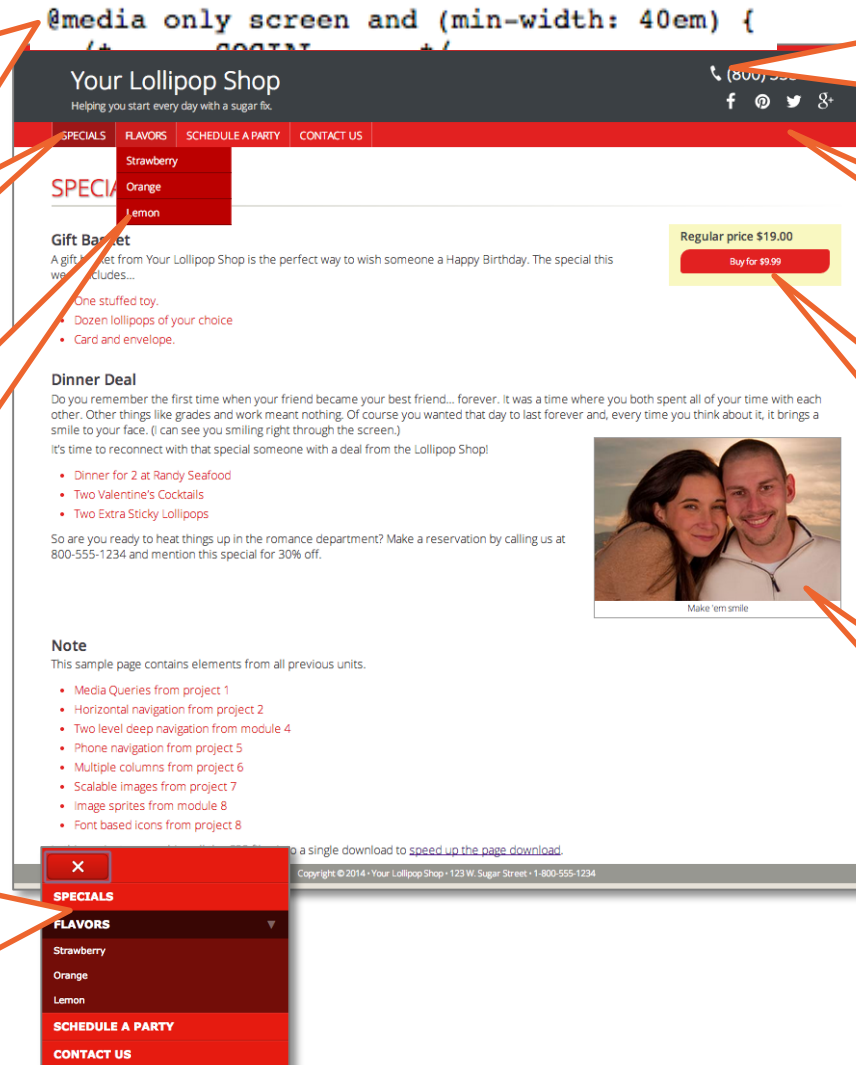 @media only screen and (min-width: 40em) {
Your Lollipop Shop
Helping you start every day with a sugar fix.
(800)
SPECIALS FLAVORS SCHEDULE A PARTY CONTACT US
Strawberry
Orange
Lemon
Gift Basket
A gift basket from Your Lollipop Shop is the perfect way to wish someone a Happy Birthday. The special this
includes...
One stuffed toy.
• Dozen lollipops of your choice
• Card and envelope.
Regular price $19.00
Buy for $9.99
Dinner Deal
Do you remember the first time when your friend became your best friend... forever. It was a time where you both spent all of your time with each
other. Other things like grades and work meant nothing. Of course you wanted that day to last forever and, every time you think about it, it brings a
smile to your face. (I can see you smiling right through the screen.)
It's time to reconnect with that special someone with a deal from the Lollipop Shop!
• Dinner for 2 at Randy Seafood
• Two Valentine's Cocktails
• Two Extra Sticky Lollipops
So are you ready to heat things up in the romance department? Make a reservation by calling us at
800-555-1234 and mention this special for 30% off.
Make 'em smile
Note
This sample page contains elements from all previous units.
• Media Queries from project 1
• Horizontal navigation from project 2
• Two level deep navigation from module 4
• Phone navigation from project 5
• Multiple columns from project 6
• Scalable images from project 7
• Image sprites from module 8
• Font based icons from project 8
a single download to speed up the page download.
Copyright © 2014 • Your Lollipop Shop • 123 W. Sugar Street • 1-800-555-1234
SPECIALS
FLAVORS
Strawberry
Orange
Lemon
SCHEDULE A PARTY
CONTACT US